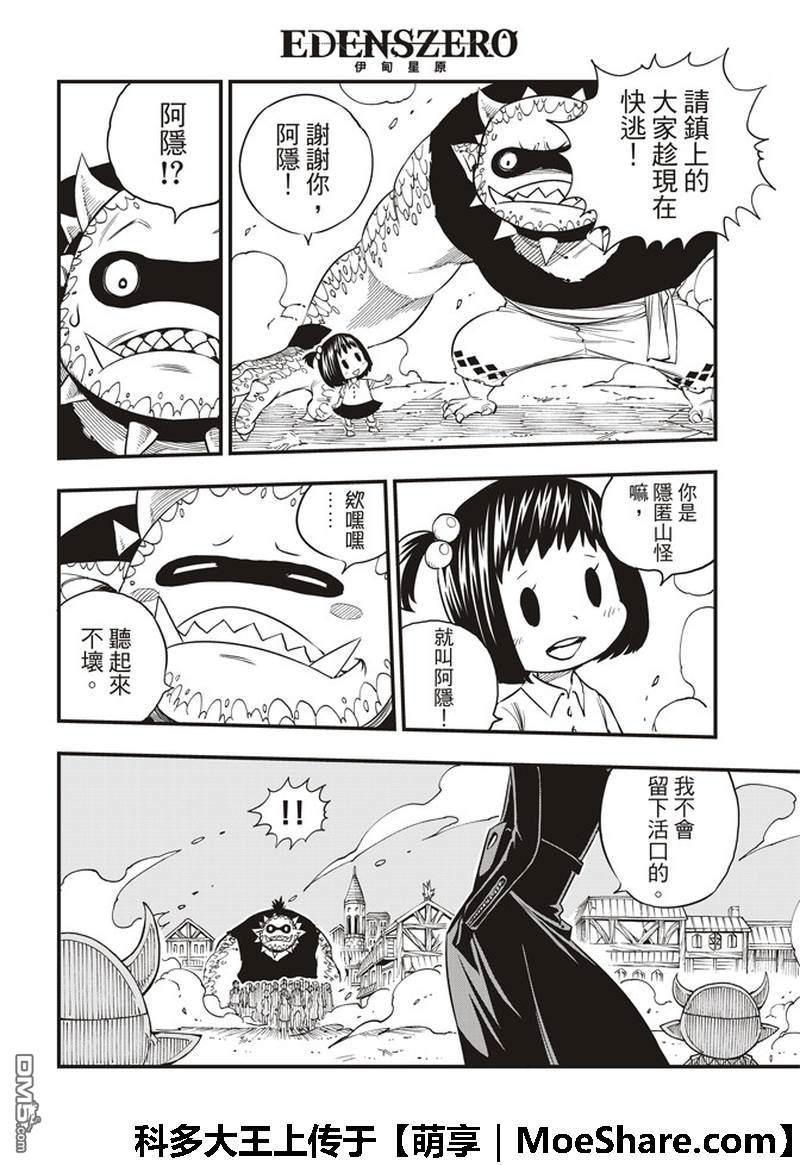 EDENSZERO
伊甸星原
請鎮上的
大家趁現在
快逃！
謝謝你，
阿隱！
阿隱!?
你是
隱匿山怪
嘛，
就叫阿隱！
欸嘿嘿
……
聽起來
不壞。
我不會
留下活口的。
!!
DM5.com
科多大王上传于【萌享 | MoeShare.com】